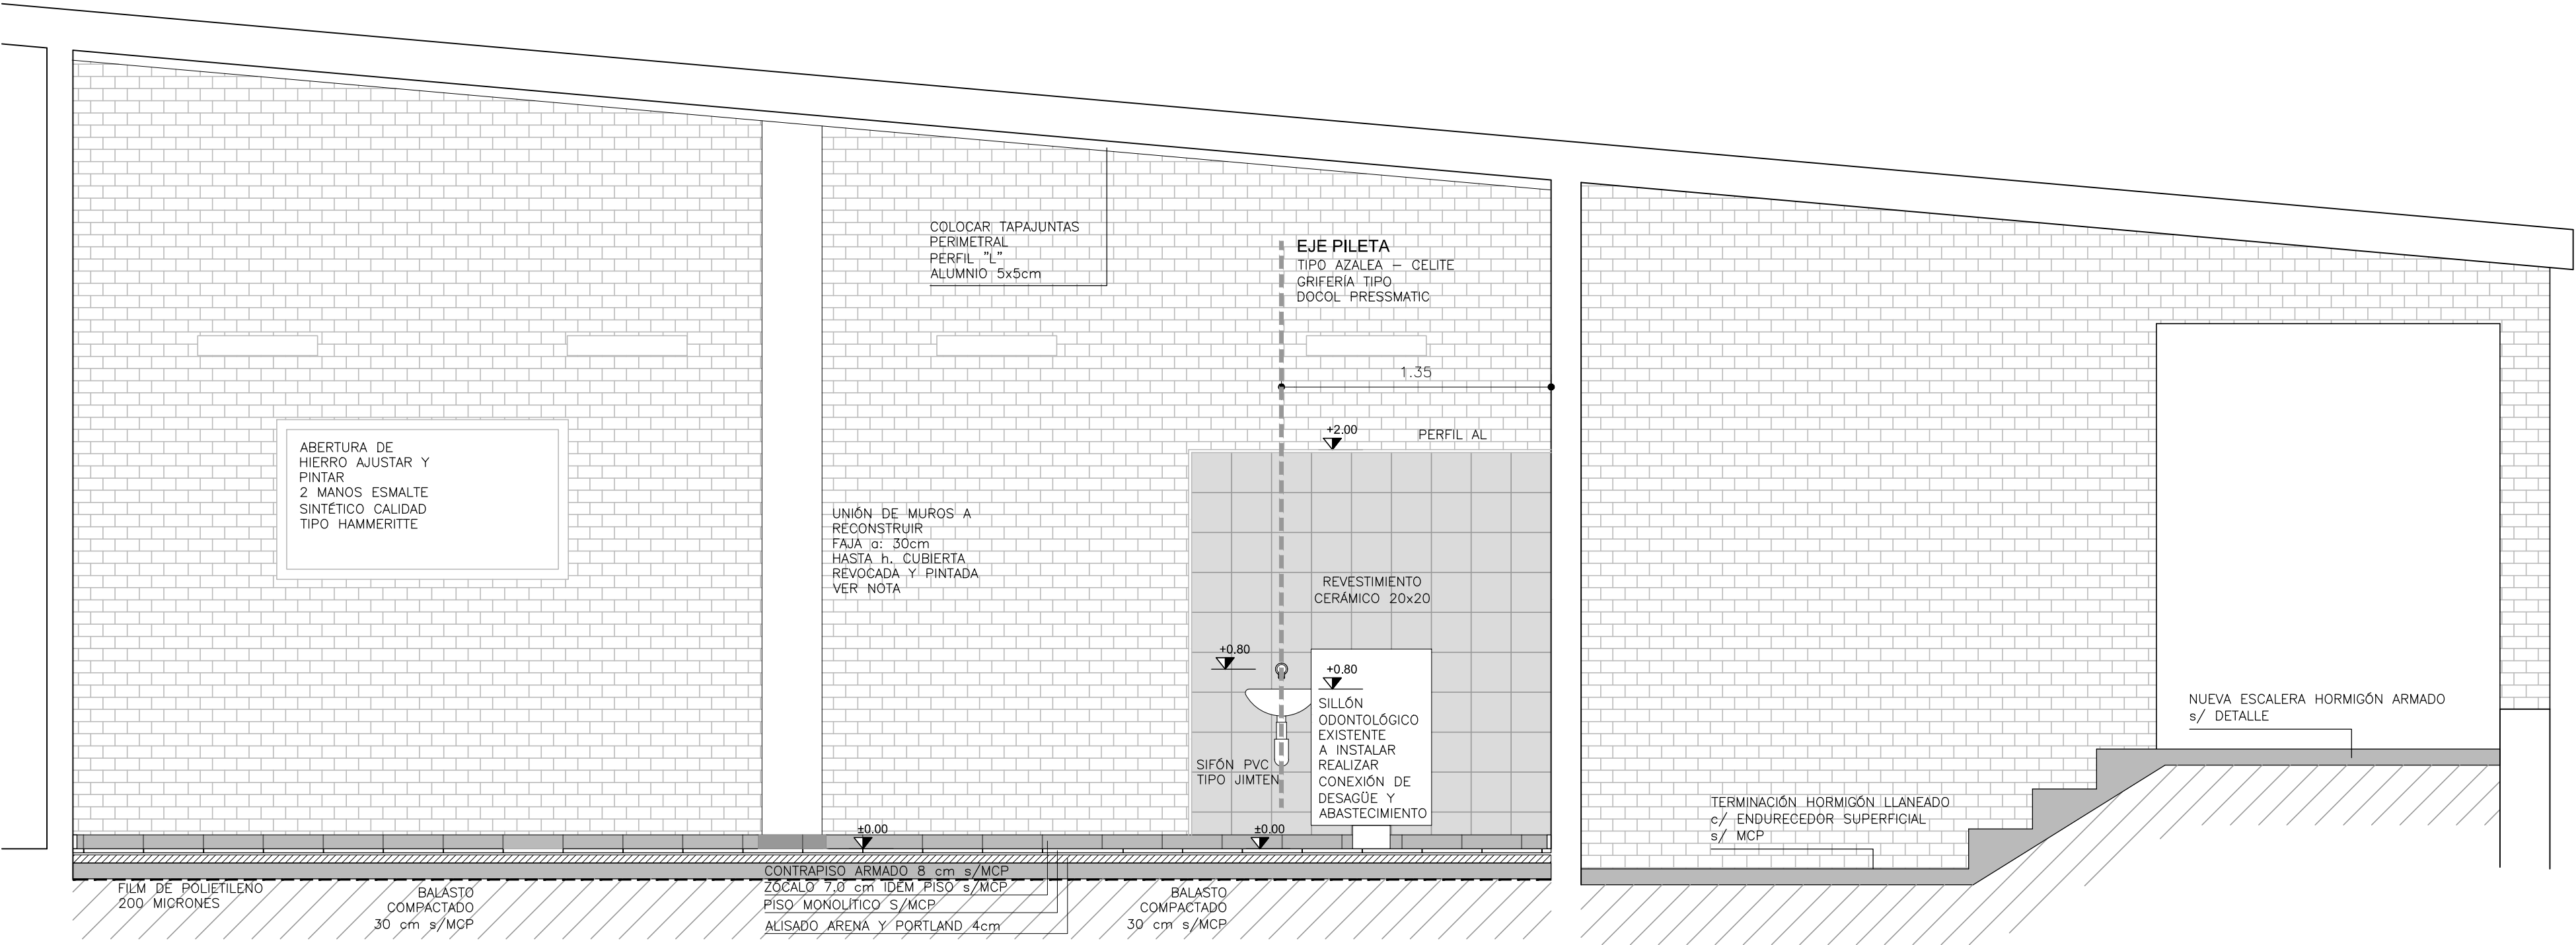 COLOCAR TAPAJUNTAS
PERIMETRAL
PERFIL "L"
ALUMNIO 5x5cm
EJE PILETA
TIPO AZALEA – CELITE
GRIFERÍA TIPO
DOCOL PRESSMATIC
1.35
+2.00
PERFIL AL
ABERTURA DE
HIERRO AJUSTAR Y
PINTAR
2 MANOS ESMALTE
SINTÉTICO CALIDAD
TIPO HAMMERITTE
UNIÓN DE MUROS A
RECONSTRUIR
FAJA a: 30cm
HASTA h. CUBIERTA
REVOCADA Y PINTADA
VER NOTA
REVESTIMIENTO
CERÁMICO 20x20
+0.80
+0.80
SILLÓN
ODONTOLÓGICO
EXISTENTE
A INSTALAR
REALIZAR
CONEXIÓN DE
DESAGÜE Y
ABASTECIMIENTO
SIFÓN PVC
TIPO JIMTEN
NUEVA ESCALERA HORMIGÓN ARMADO
s/ DETALLE
TERMINACIÓN HORMIGÓN LLANEADO
c/ ENDURECEDOR SUPERFICIAL
s/ MCP
±0.00
±0.00
FILM DE POLIETILENO
200 MICRONES
BALASTO
COMPACTADO
30 cm s/MCP
CONTRAPISO ARMADO 8 cm s/MCP
ZÓCALO 7.0 cm IDEM PISO s/MCP
PISO MONOLÍTICO S/MCP
ALISADO ARENA Y PORTLAND 4cm
BALASTO
COMPACTADO
30 cm s/MCP